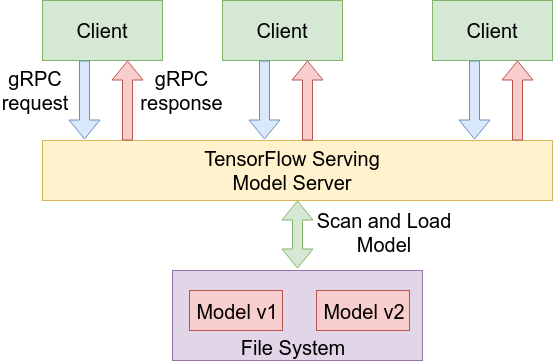 Client
Client
Client
gRPC
request
gRPC
response
TensorFlow Serving
Model Server
Scan and Load
Model
Model v1
Model v2
File System